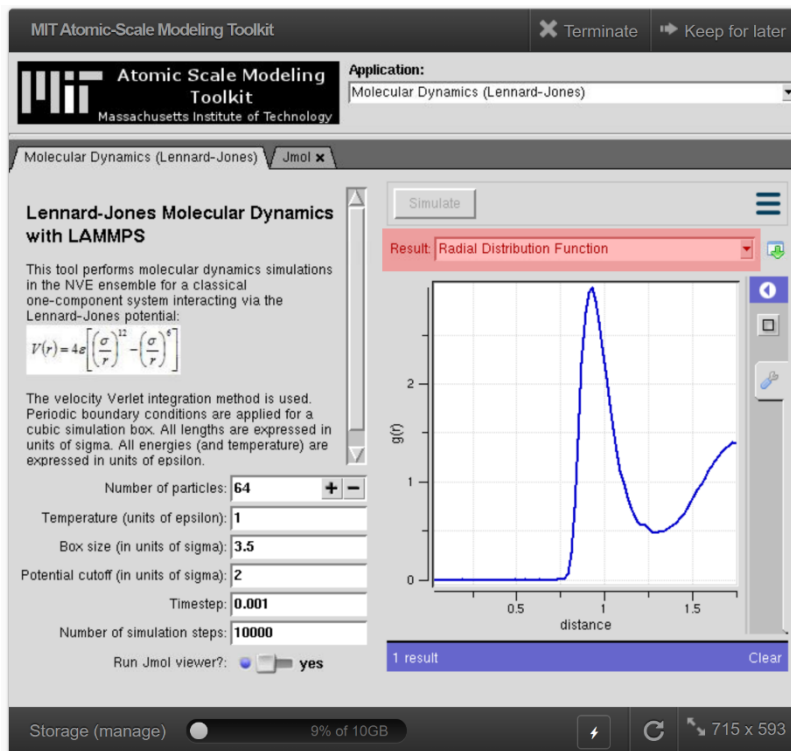 MIT Atomic-Scale Modeling Toolkit
Terminate
Keep for later
MIT
Atomic Scale Modeling
Toolkit
Massachusetts Institute of Technology
Application:
Molecular Dynamics (Lennard-Jones)
Molecular Dynamics (Lennard-Jones)
Jmol
Lennard-Jones Molecular Dynamics
with LAMMPS
This tool performs molecular dynamics simulations
in the NVE ensemble for a classical
one-component system interacting via the
Lennard-Jones potential:
V(r)=4ε[(σ/r)^12−(σ/r)^6]
The velocity Verlet integration method is used.
Periodic boundary conditions are applied for a
cubic simulation box. All lengths are expressed in
units of sigma. All energies (and temperature) are
expressed in units of epsilon.
Number of particles: 64
Temperature (units of epsilon): 1
Box size (in units of sigma): 3.5
Potential cutoff (in units of sigma): 2
Timestep: 0.001
Number of simulation steps: 10000
Run Jmol viewer?: yes
Simulate
Result: Radial Distribution Function
2
1
0
g(r)
0.5 1 1.5
distance
1 result
Clear
Storage (manage)
9% of 10GB
715 x 593